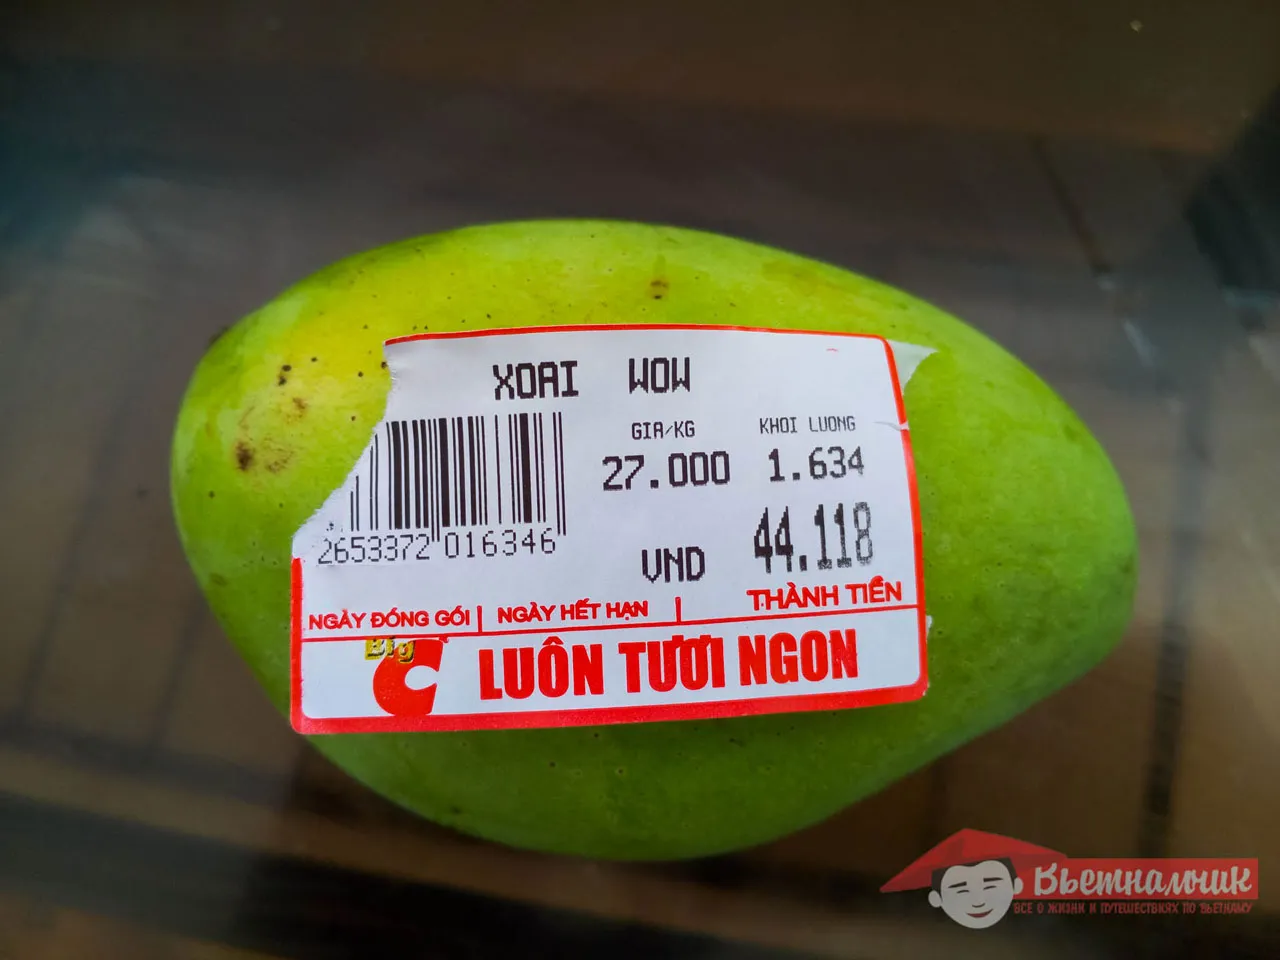 XOAI WOW
GIA/KG KHOI LUONG
27.000 1.634
2653372 016346
VND 44.118
NGÀY ĐÓNG GÓI NGÀY HẾT HẠN THÀNH TIỀN
Big C LUÔN TƯƠI NGON
Вьетнамчик
ВСЕ О ЖИЗНИ И ПУТЕШЕСТВИЯХ ПО ВЬЕТНАМУ